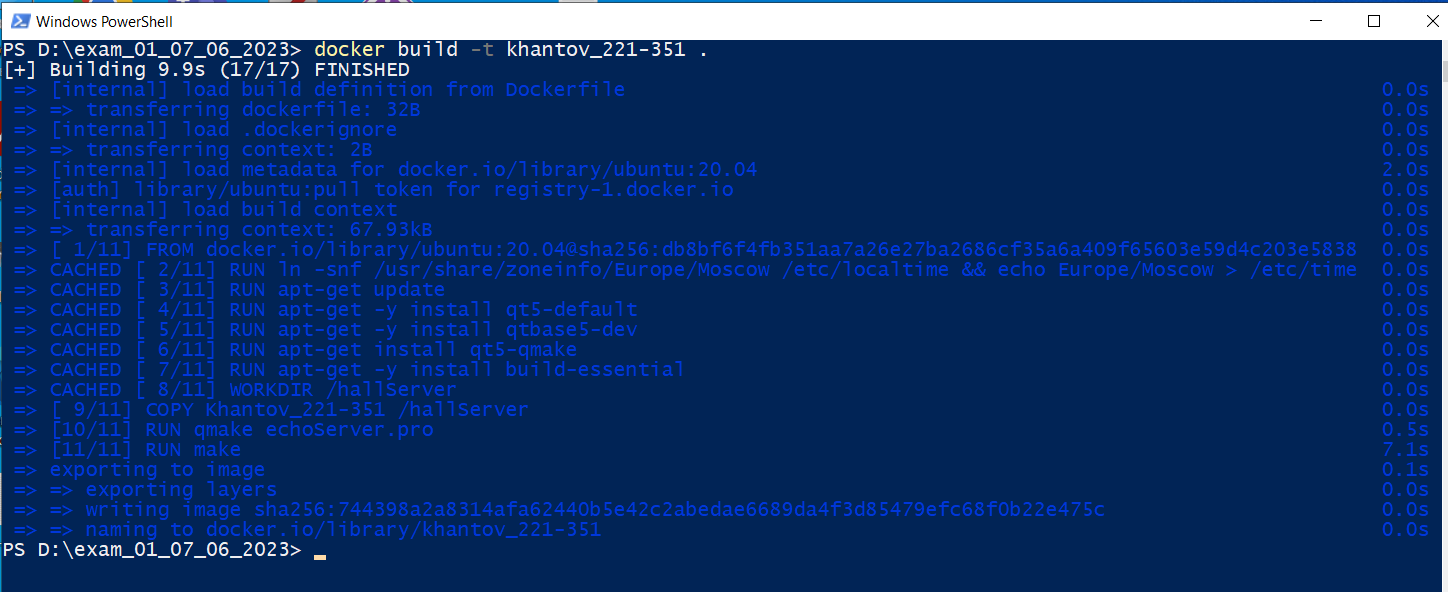 Windows PowerShell
PS D:\exam_01_07_06_2023> docker build -t khantov_221-351 .
[+] Building 9.9s (17/17) FINISHED
=> [internal] load build definition from Dockerfile 0.0s
=> => transferring dockerfile: 32B 0.0s
=> [internal] load .dockerignore 0.0s
=> => transferring context: 2B 0.0s
=> [internal] load metadata for docker.io/library/ubuntu:20.04 2.0s
=> [auth] library/ubuntu:pull token for registry-1.docker.io 0.0s
=> [internal] load build context 0.0s
=> => transferring context: 67.93kB 0.0s
=> [ 1/11] FROM docker.io/library/ubuntu:20.04@sha256:db8bf6f4fb351aa7a26e27ba2686cf35a6a409f65603e59d4c203e5838 0.0s
=> CACHED [ 2/11] RUN ln -snf /usr/share/zoneinfo/Europe/Moscow /etc/localtime && echo Europe/Moscow > /etc/time 0.0s
=> CACHED [ 3/11] RUN apt-get update 0.0s
=> CACHED [ 4/11] RUN apt-get -y install qt5-default 0.0s
=> CACHED [ 5/11] RUN apt-get -y install qtbase5-dev 0.0s
=> CACHED [ 6/11] RUN apt-get install qt5-qmake 0.0s
=> CACHED [ 7/11] RUN apt-get -y install build-essential 0.0s
=> CACHED [ 8/11] WORKDIR /hallServer 0.0s
=> [ 9/11] COPY Khantov_221-351 /hallServer 0.0s
=> [10/11] RUN qmake echoServer.pro 0.5s
=> [11/11] RUN make 7.1s
=> exporting to image 0.1s
=> => exporting layers 0.0s
=> => writing image sha256:744398a2a8314afa62440b5e42c2abedae6689da4f3d85479efc68f0b22e475c 0.0s
=> => naming to docker.io/library/khantov_221-351 0.0s
PS D:\exam_01_07_06_2023>